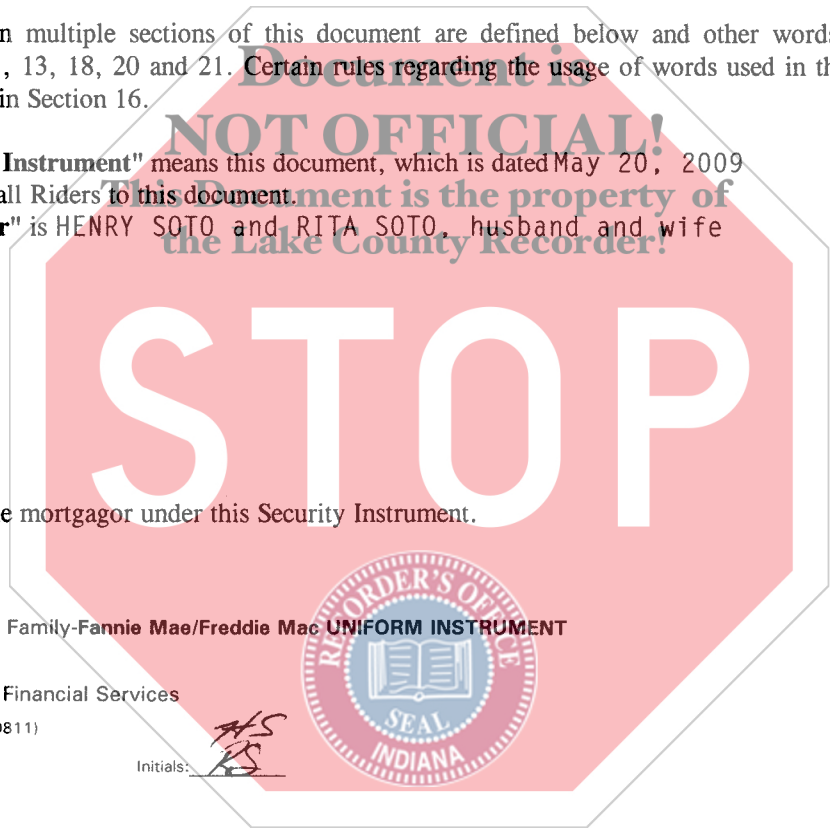 n multiple sections of this document are defined below and other words
, 13, 18, 20 and 21. Certain rules regarding the usage of words used in th
in Section 16.
Document is
NOT OFFICIAL!
This Document is the property of
the Lake County Recorder!
Instrument" means this document, which is dated May 20, 2009
all Riders to this document.
r" is HENRY SOTO and RITA SOTO, husband and wife
STOP
e mortgagor under this Security Instrument.
Family-Fannie Mae/Freddie Mac UNIFORM INSTRUMENT
RECORDER'S OFFICE
SEAL
INDIANA
Financial Services
0811)
HS
Initials: RS